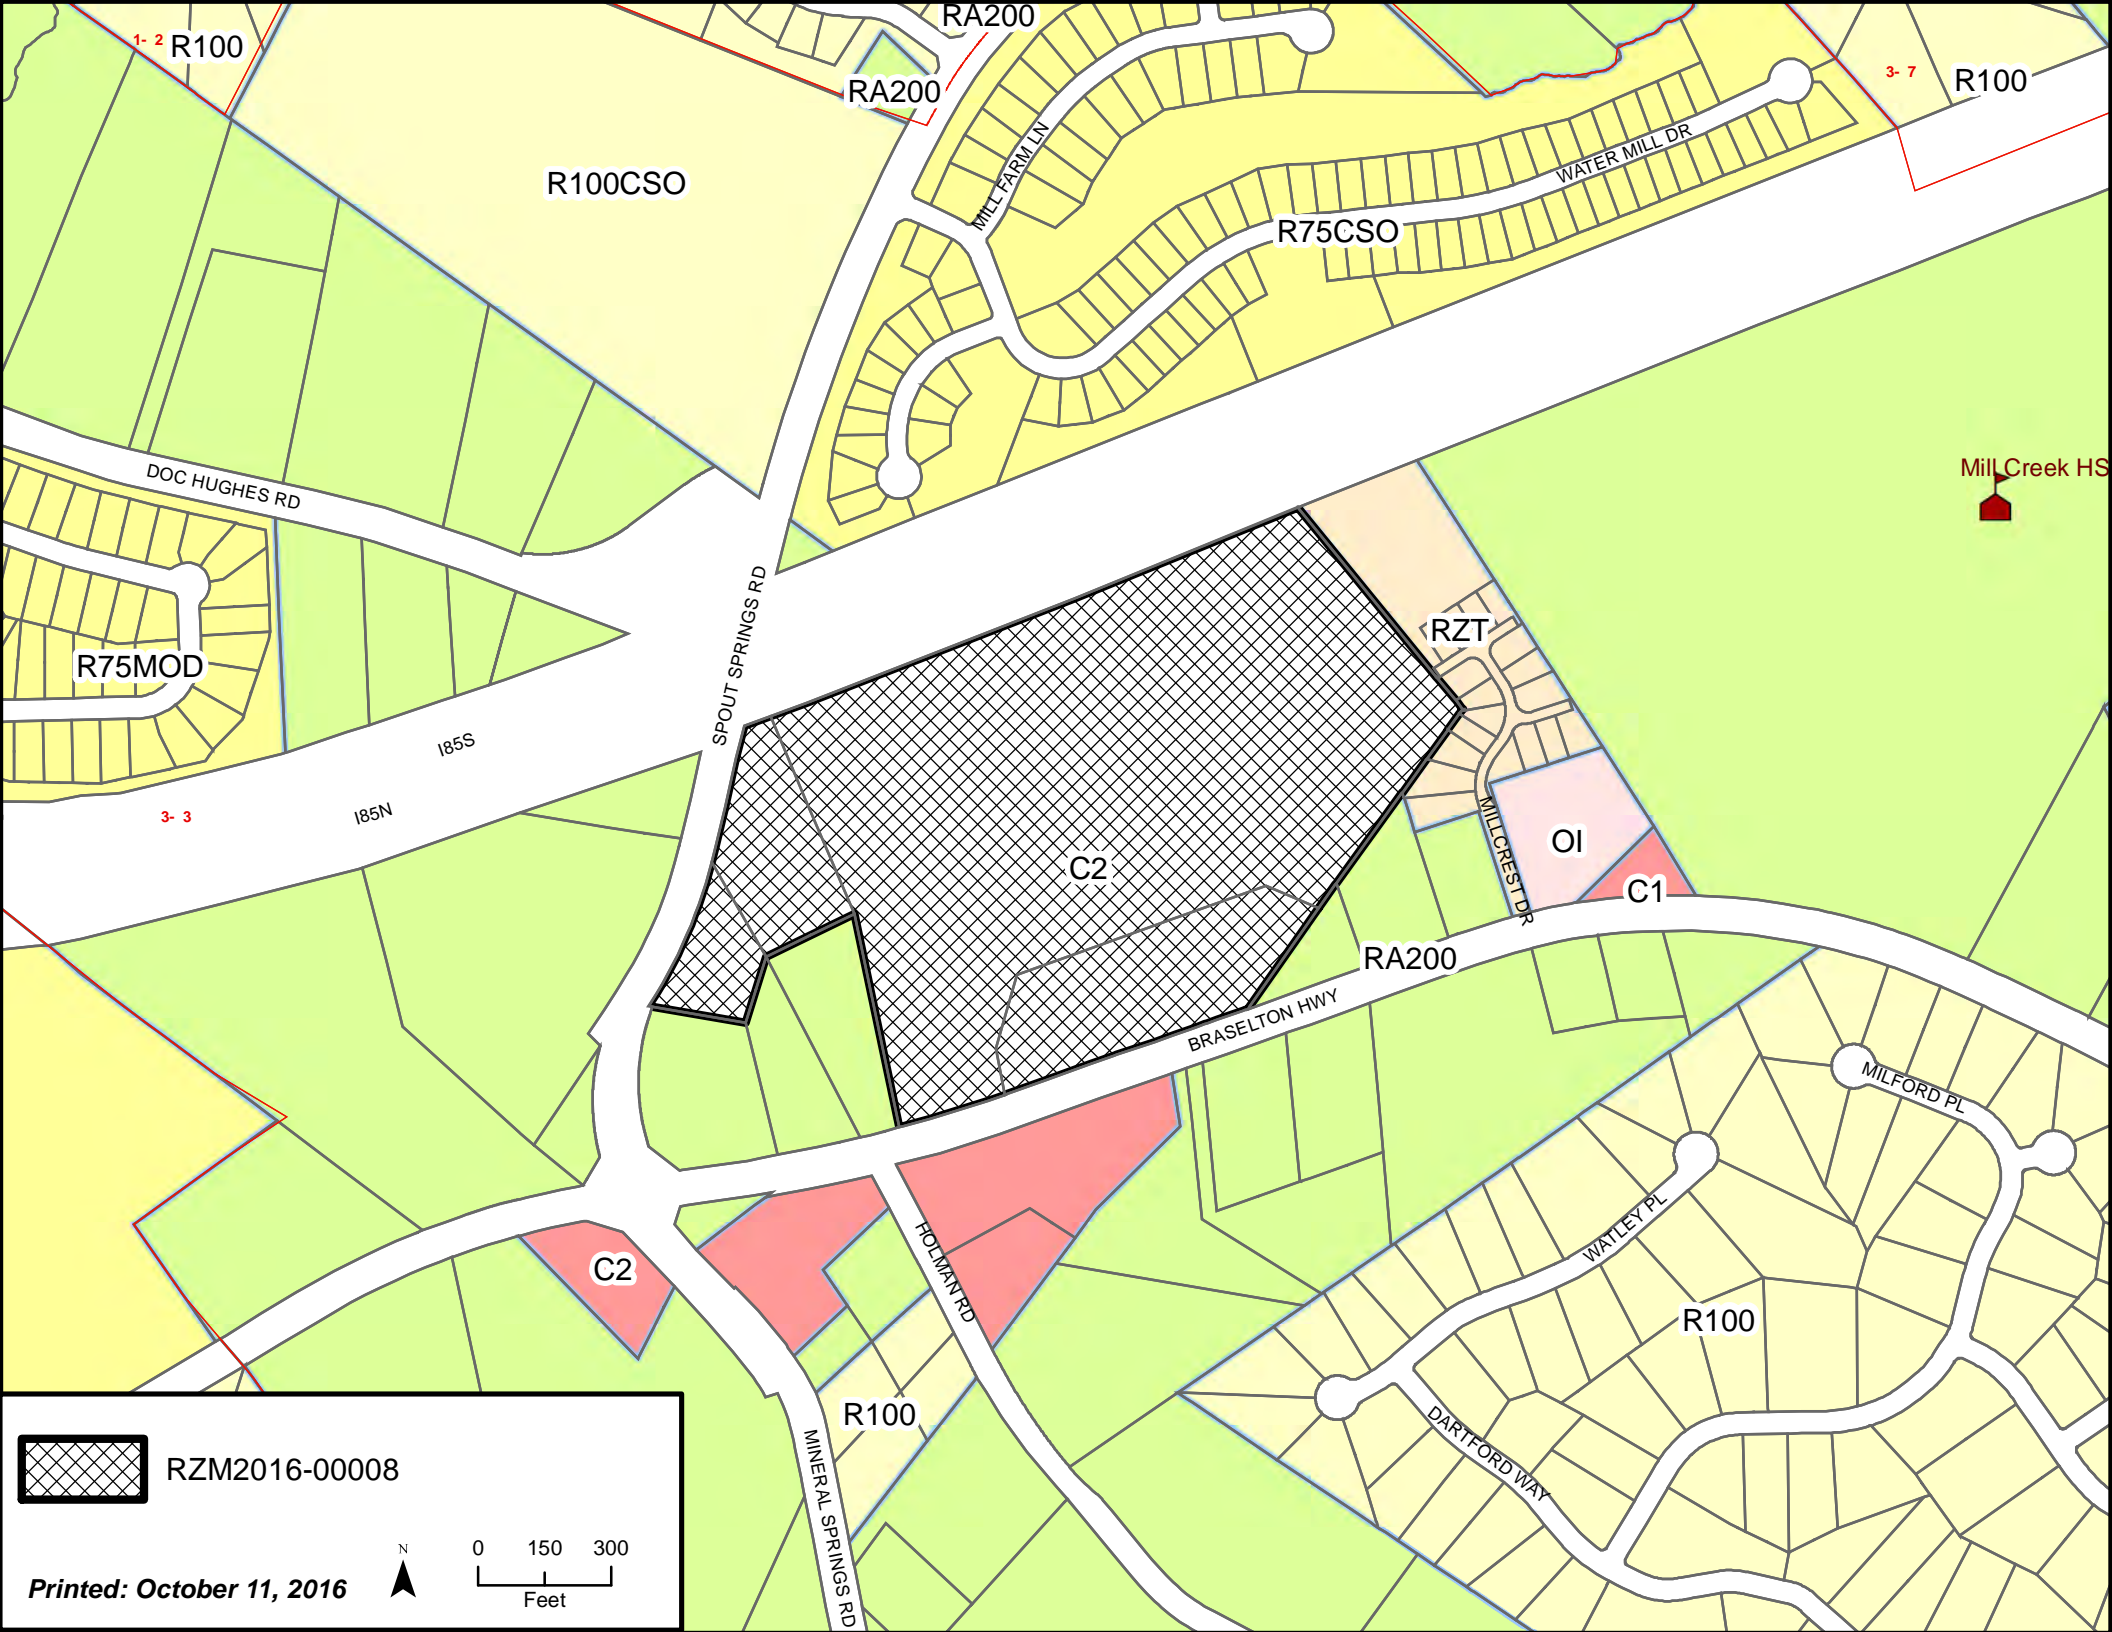 RA200
1- 2
R100
RA200
3- 7
R100
MILL FARM LN
WATER MILL DR
R100CSO
R75CSO
Mill Creek HS
DOC HUGHES RD
SPOUT SPRINGS RD
RZT
R75MOD
I85S
I85N
3- 3
C2
MILLCREST DR
OI
C1
RA200
BRASELTON HWY
MILFORD PL
WATLEY PL
HOLMAN RD
C2
R100
R100
DARTFORD WAY
MINERAL SPRINGS RD
RZM2016-00008
N
0 150 300
Feet
Printed: October 11, 2016